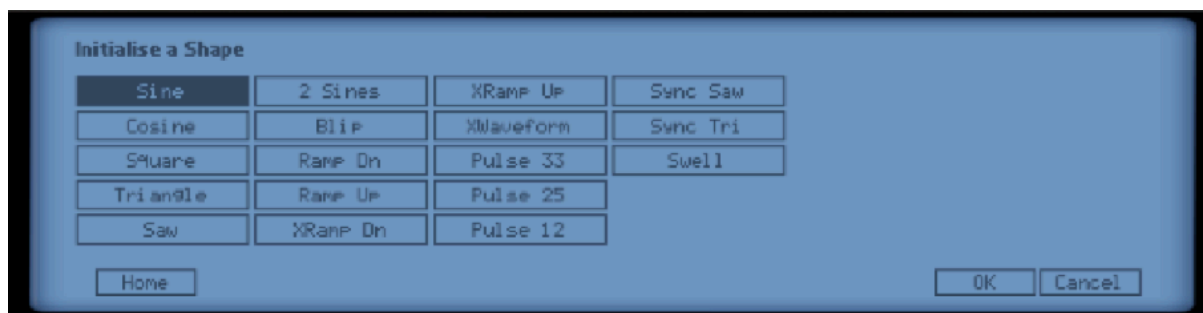 Initialise a Shape
Sine 2 Sines XRamp Up Sync Saw
Cosine Blip XWaveform Sync Tri
Square Ramp Dn Pulse 33 Swell
Triangle Ramp Up Pulse 25
Saw XRamp Dn Pulse 12
Home OK Cancel